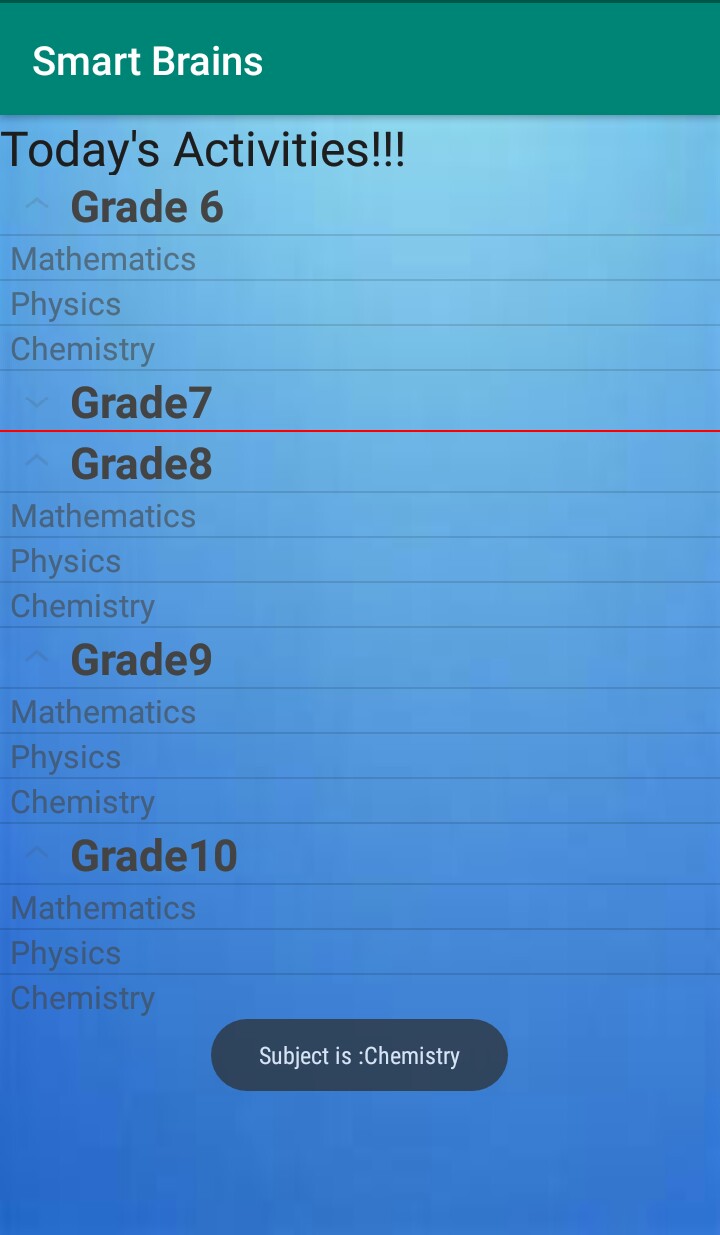 Smart Brains
Today's Activities!!!
Grade 6
Mathematics
Physics
Chemistry
Grade7
Grade8
Mathematics
Physics
Chemistry
Grade9
Mathematics
Physics
Chemistry
Grade10
Mathematics
Physics
Chemistry
Subject is :Chemistry